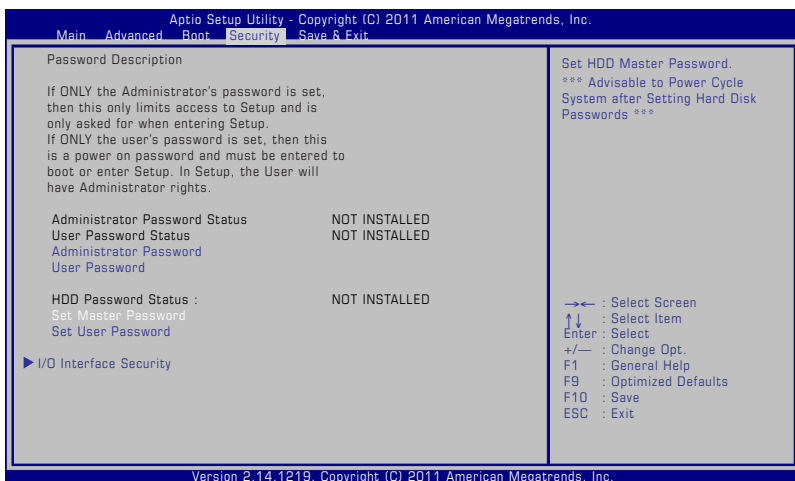 Aptio Setup Utility - Copyright (C) 2011 American Megatrends, Inc.
Main Advanced Boot Security Save & Exit
Password Description
If ONLY the Administrator's password is set,
then this only limits access to Setup and is
only asked for when entering Setup.
If ONLY the user's password is set, then this
is a power on password and must be entered to
boot or enter Setup. In Setup, the User will
have Administrator rights.
Administrator Password Status NOT INSTALLED
User Password Status NOT INSTALLED
Administrator Password
User Password
HDD Password Status : NOT INSTALLED
Set Master Password
Set User Password
▶ I/O Interface Security
Set HDD Master Password.
*** Advisable to Power Cycle
System after Setting Hard Disk
Passwords ***
→← : Select Screen
↑↓ : Select Item
Enter : Select
+/— : Change Opt.
F1 : General Help
F9 : Optimized Defaults
F10 : Save
ESC : Exit
Version 2.14.1219. Copyright (C) 2011 American Megatrends, Inc.